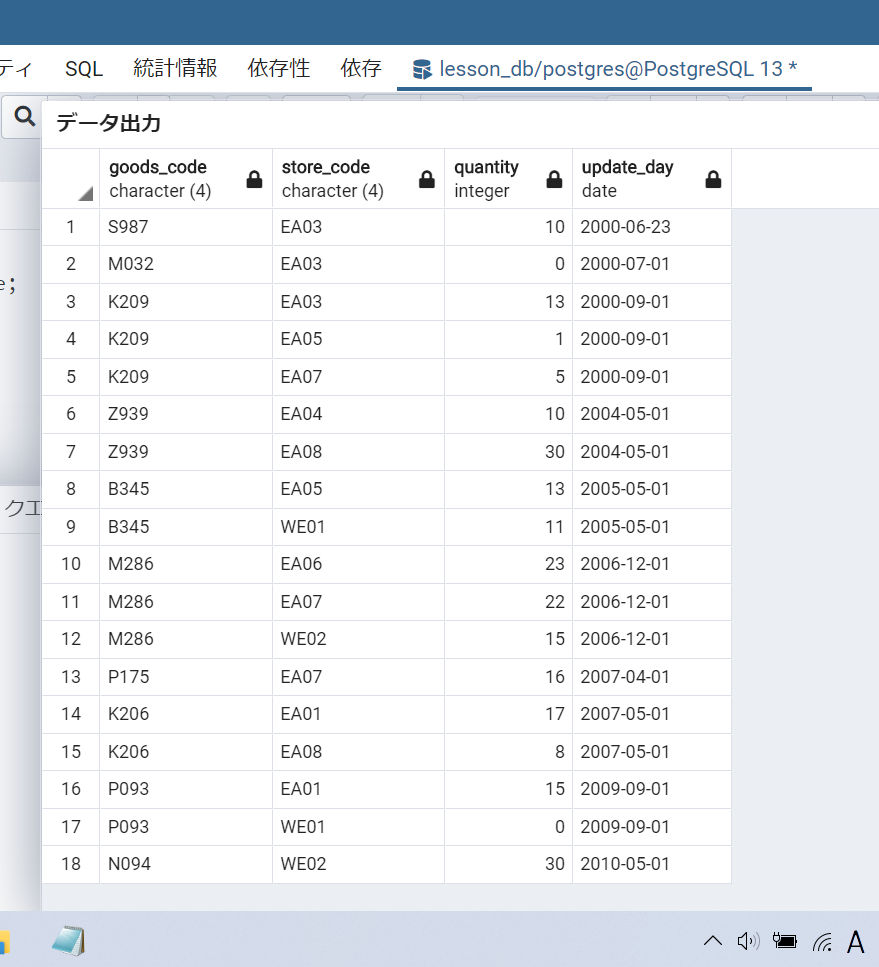 ティ SQL 統計情報 依存性 依存 lesson_db/postgres@PostgreSQL 13 *
データ出力
goods_code store_code quantity update_day
character (4) character (4) integer date
1 S987 EA03 10 2000-06-23
2 M032 EA03 0 2000-07-01
e;
3 K209 EA03 13 2000-09-01
4 K209 EA05 1 2000-09-01
5 K209 EA07 5 2000-09-01
6 Z939 EA04 10 2004-05-01
7 Z939 EA08 30 2004-05-01
8 B345 EA05 13 2005-05-01
クエ
9 B345 WE01 11 2005-05-01
10 M286 EA06 23 2006-12-01
11 M286 EA07 22 2006-12-01
12 M286 WE02 15 2006-12-01
13 P175 EA07 16 2007-04-01
14 K206 EA01 17 2007-05-01
15 K206 EA08 8 2007-05-01
16 P093 EA01 15 2009-09-01
17 P093 WE01 0 2009-09-01
18 N094 WE02 30 2010-05-01
A